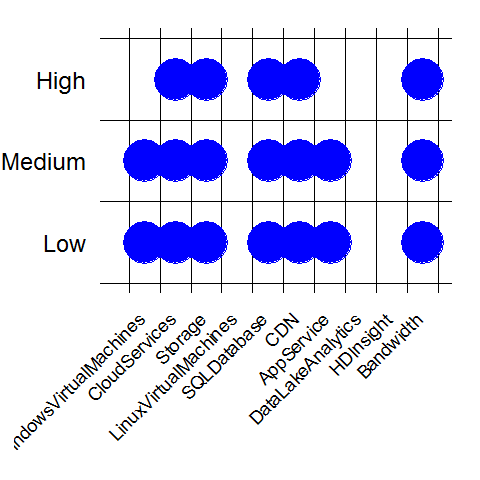 High
Medium
Low
ndowsVirtualMachines
CloudServices
Storage
LinuxVirtualMachines
SQLDatabase
CDN
AppService
DataLakeAnalytics
HDInsight
Bandwidth